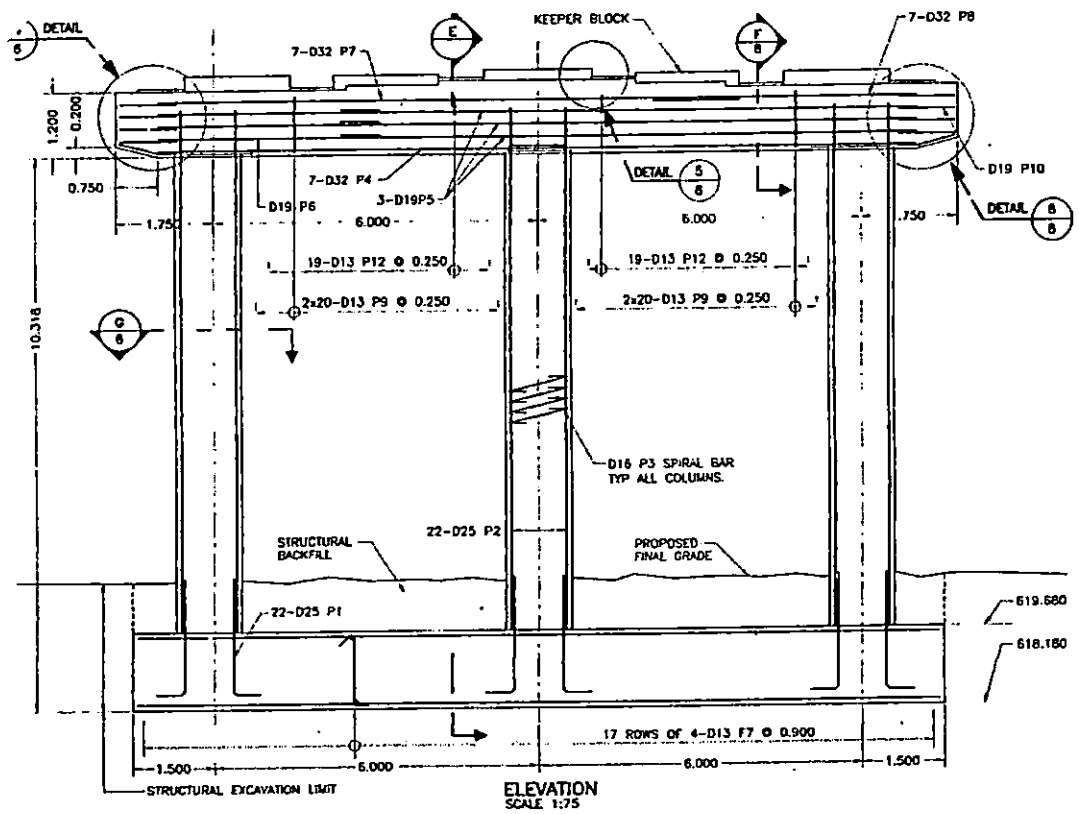 DETAIL
6
E
KEEPER BLOCK
F
8
7-D32 P8
7-D32 P7
1.200
0.200
0.750
7-D32 P4
D19 P6
3-D19P5
DETAIL
5
6
D19 P10
DETAIL
6
6
1.750
6.000
6.000
.750
19-D13 P12 @ 0.250
19-D13 P12 @ 0.250
2x20-D13 P9 @ 0.250
2x20-D13 P9 @ 0.250
10.318
G
6
D16 P3 SPIRAL BAR
TYP ALL COLUMNS.
22-D25 P2
STRUCTURAL
BACKFILL
PROPOSED
FINAL GRADE
22-D25 P1
619.680
618.180
17 ROWS OF 4-D13 F7 @ 0.900
1.500
6.000
6.000
1.500
STRUCTURAL EXCAVATION LIMIT
ELEVATION
SCALE 1:75